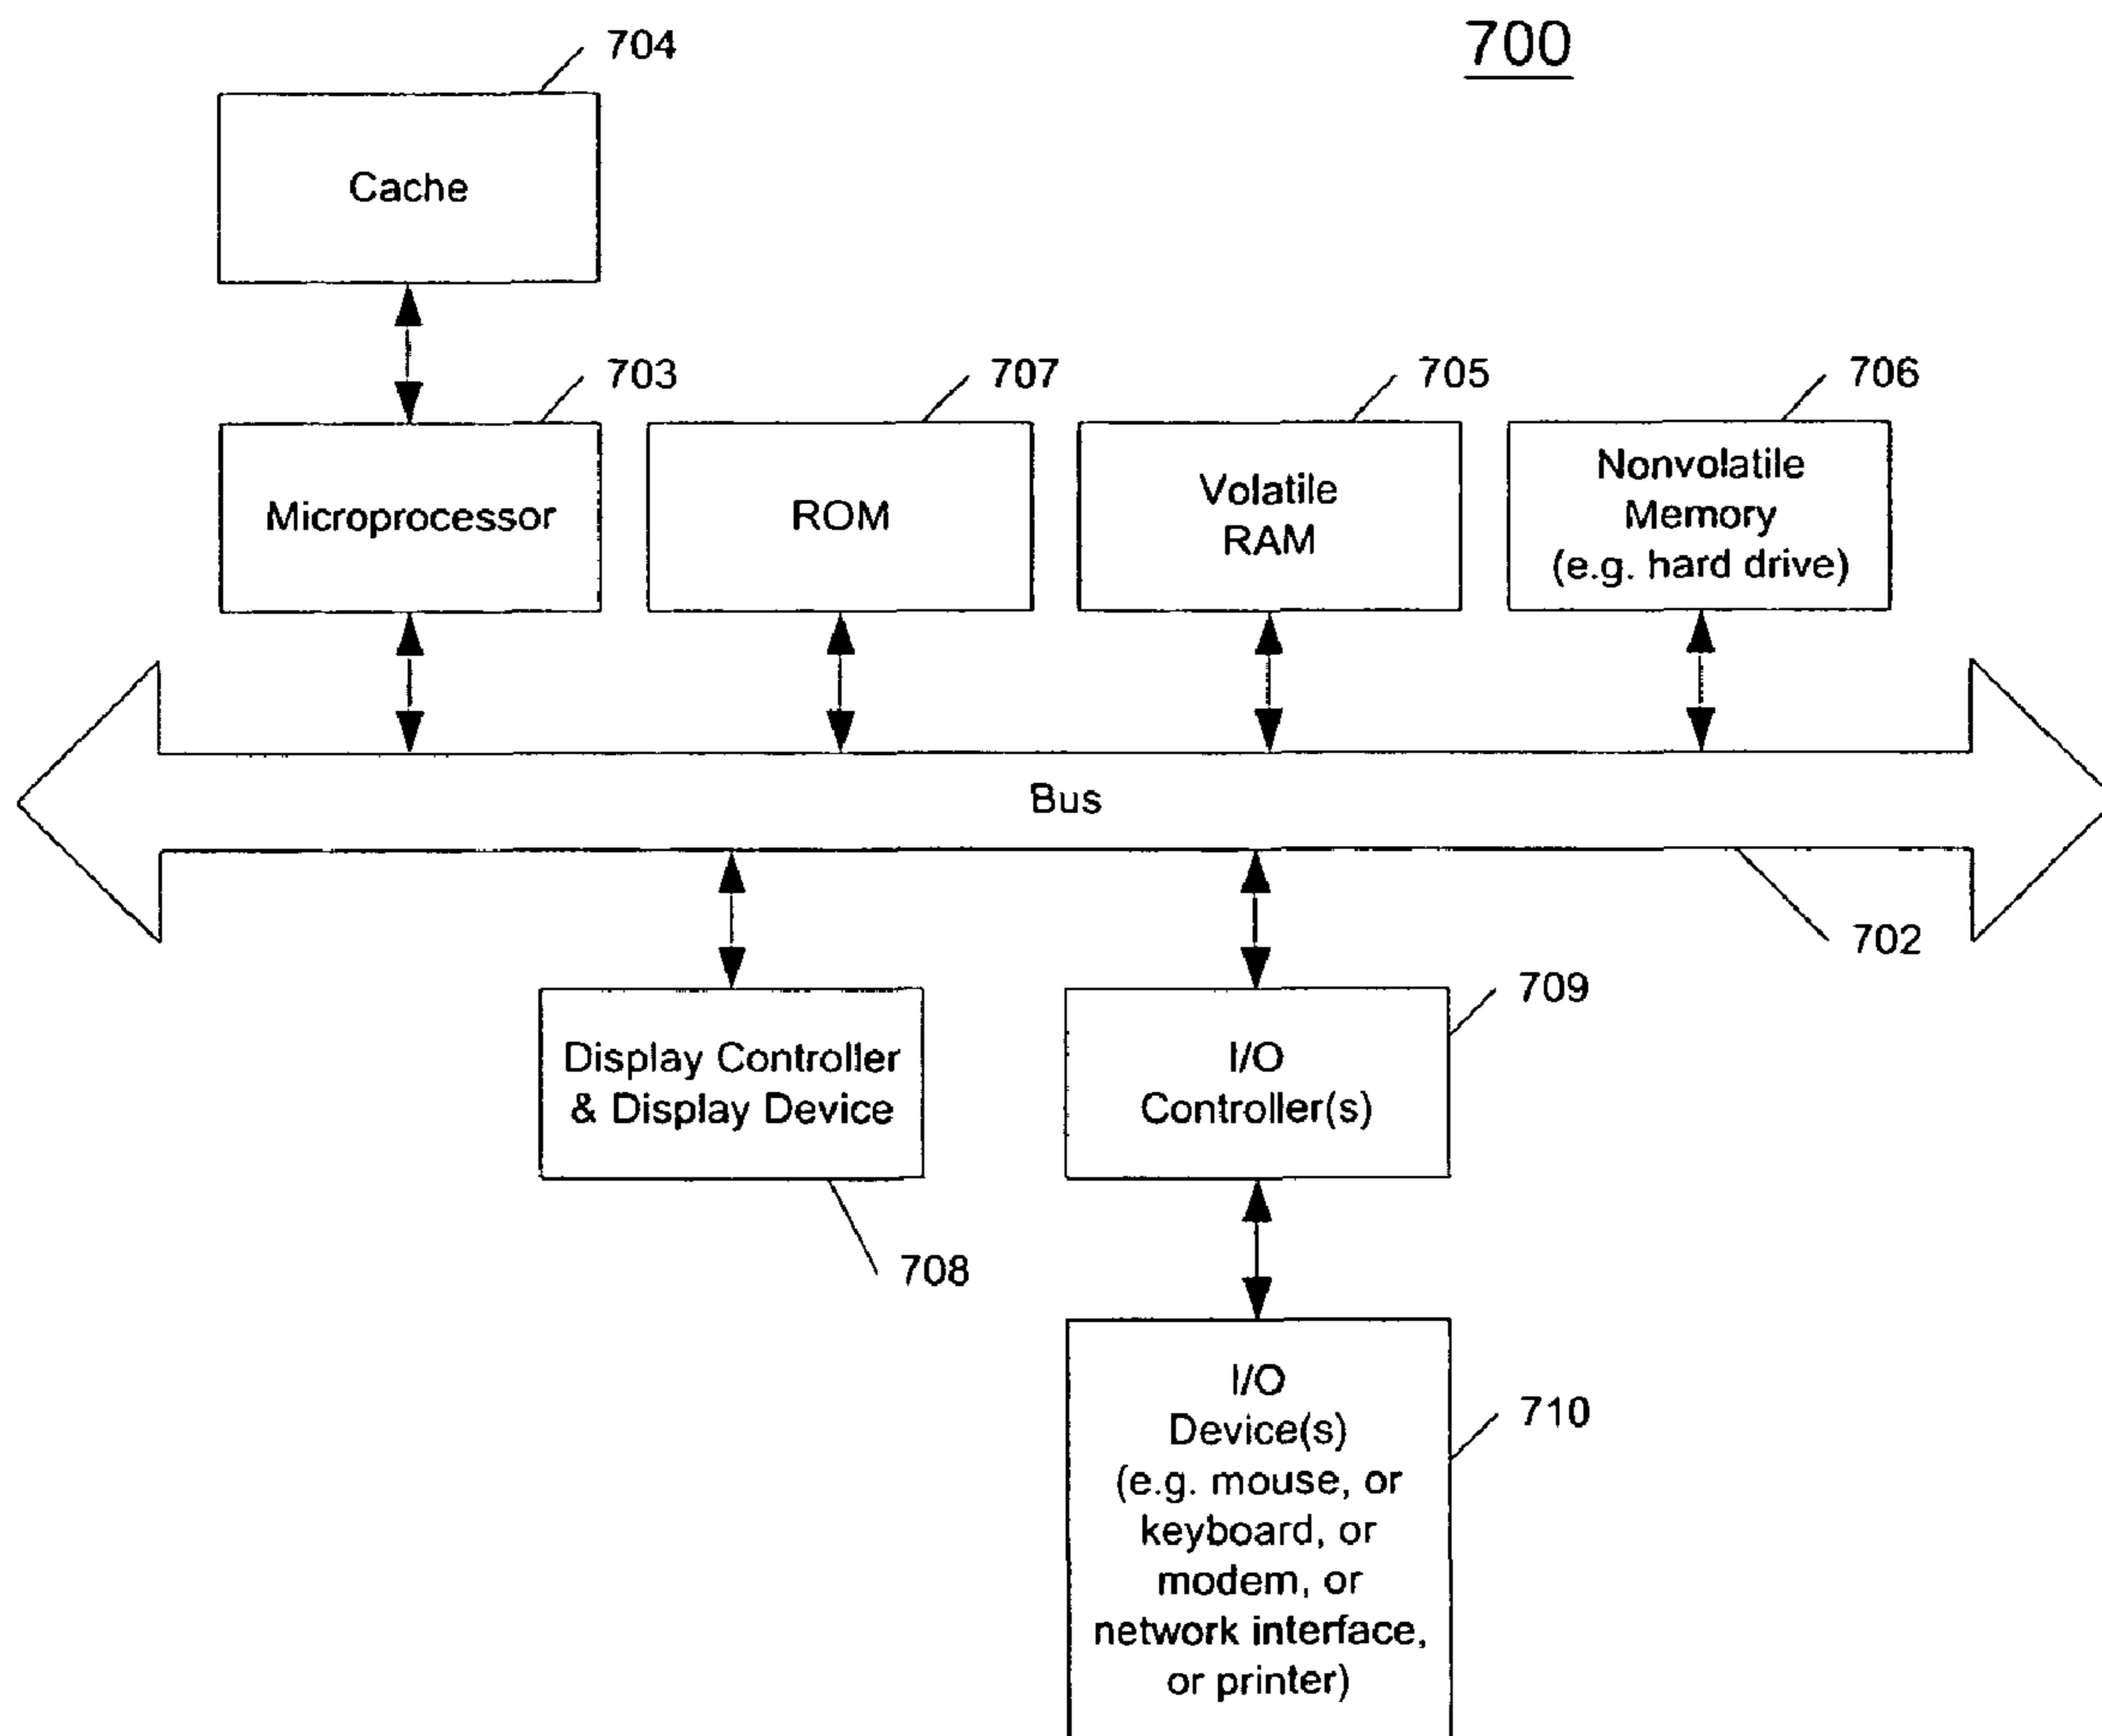 700
704
Cache
703
707
705
706
Microprocessor
ROM
Volatile
RAM
Nonvolatile
Memory
(e.g. hard drive)
Bus
702
Display Controller
& Display Device
708
I/O
Controller(s)
709
I/O
Device(s)
(e.g. mouse, or
keyboard, or
modem, or
network interface,
or printer)
710